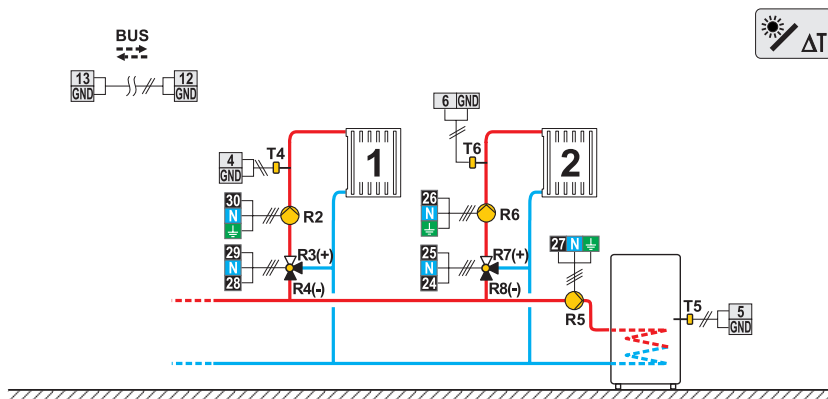 BUS
ΔT
13
GND
12
GND
6 GND
4
GND
T4
T6
1
2
30
N
R2
26
N
R6
29
N
28
R3(+)
R4(-)
25
N
24
R7(+)
R8(-)
27 N
R5
T5
5
GND